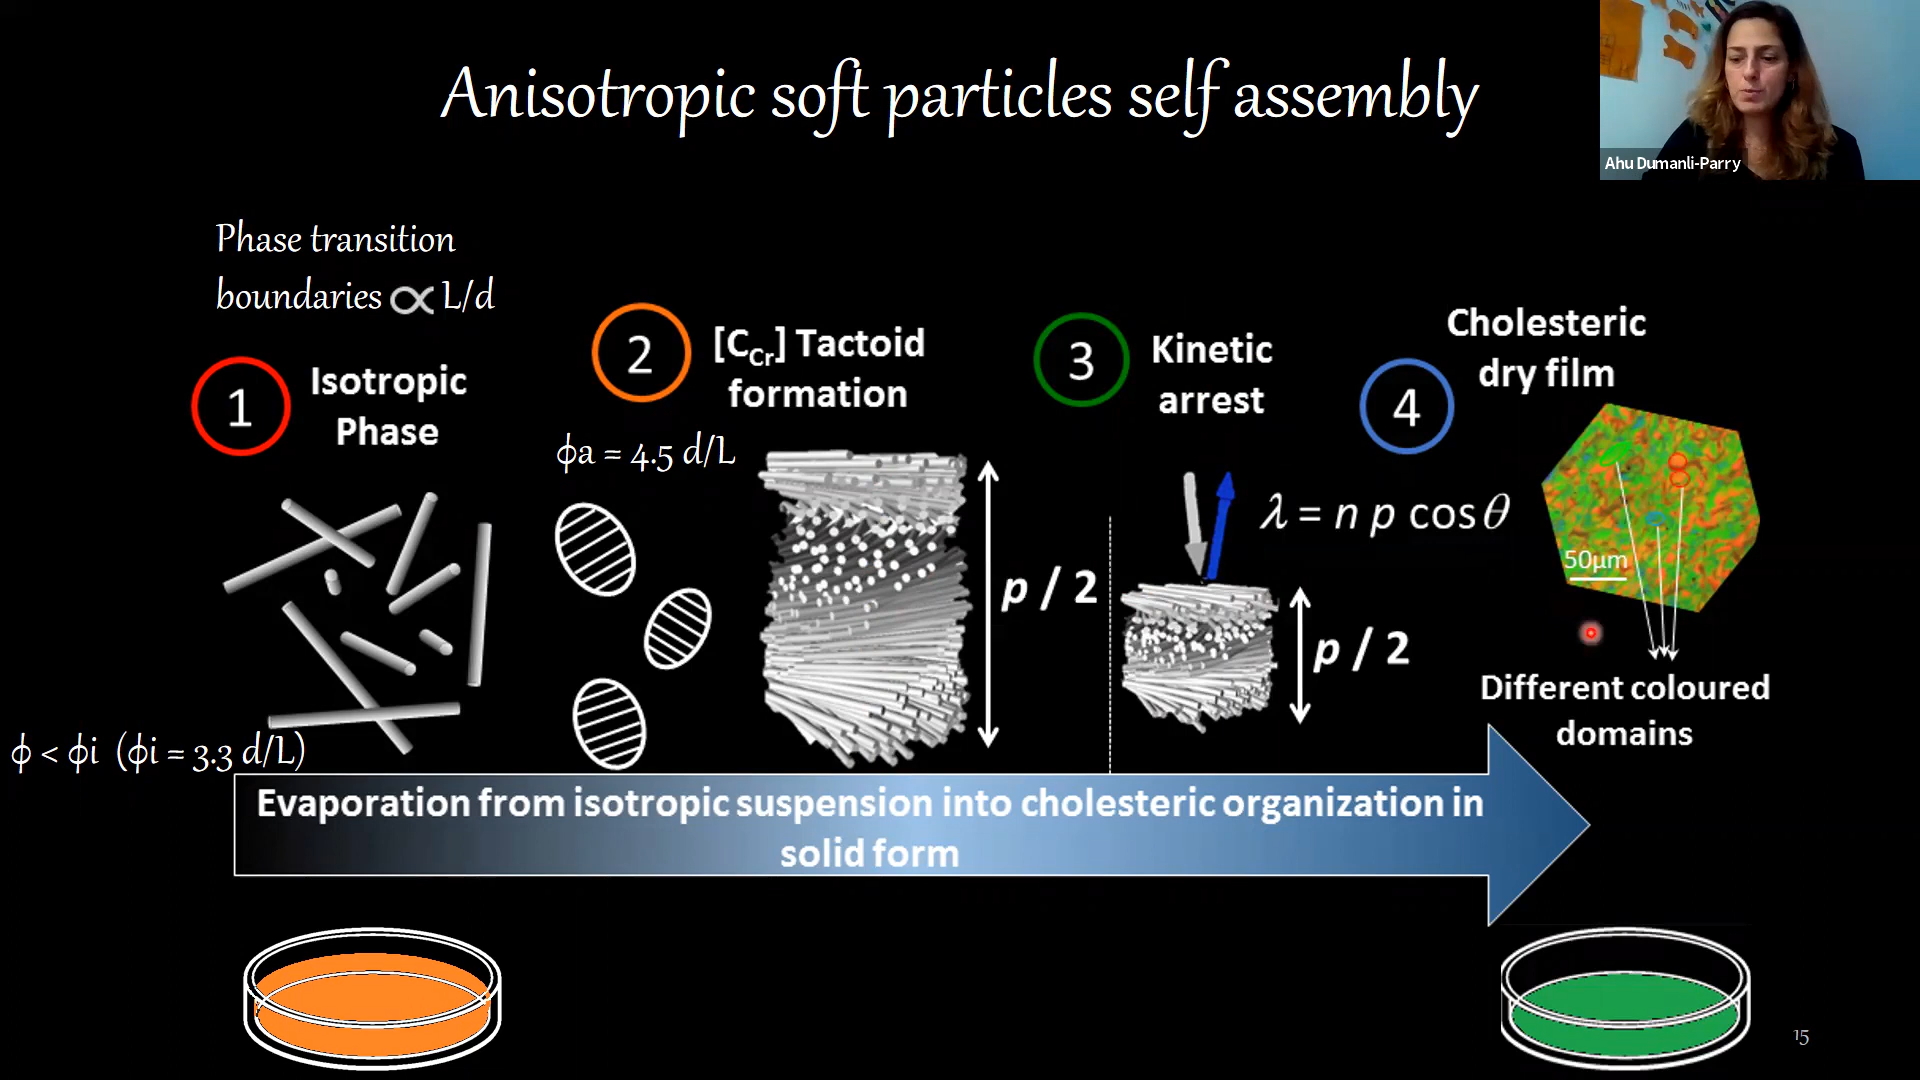 Anisotropic soft particles self assembly
Ahu Dumanli-Parry
Phase transition
boundaries ∝ L/d
1
Isotropic
Phase
2
[C_Cr] Tactoid
formation
3
Kinetic
arrest
4
Cholesteric
dry film
ϕa = 4.5 d/L
p / 2
λ = n p cos θ
p / 2
50µm
Different coloured
domains
ϕ < ϕi (ϕi = 3.3 d/L)
Evaporation from isotropic suspension into cholesteric organization in
solid form
15